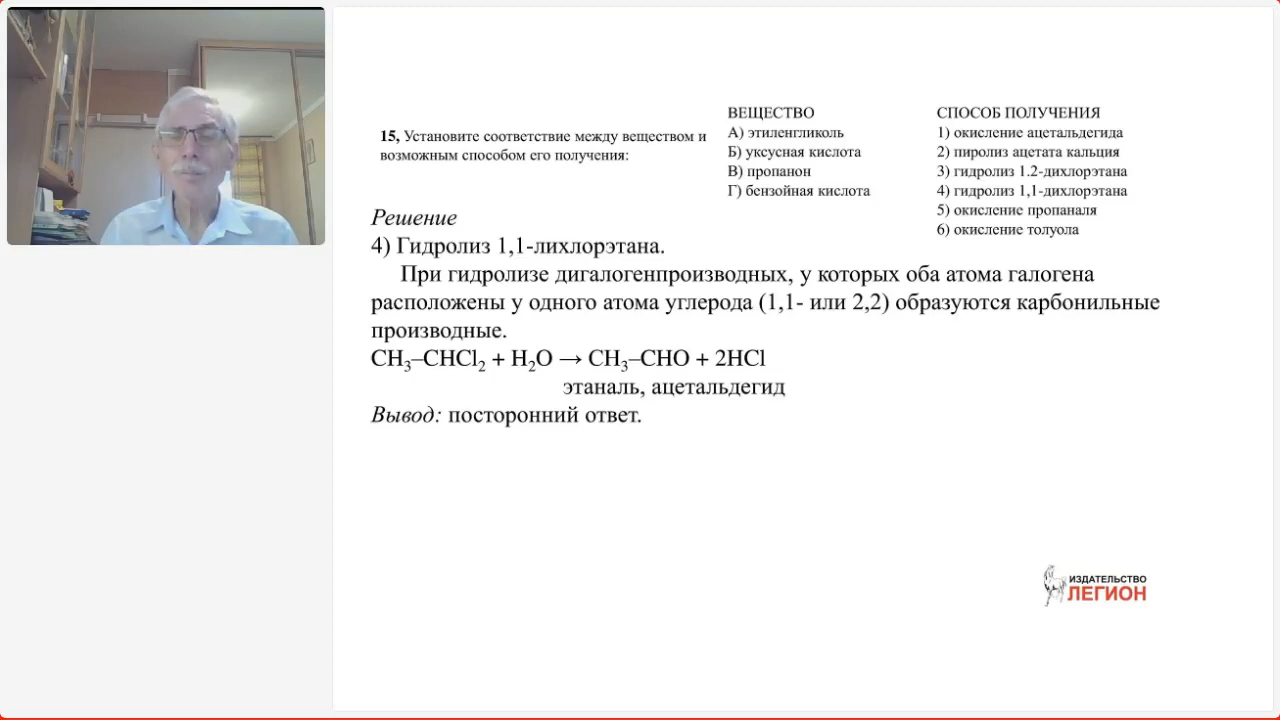 15, Установите соответствие между веществом и
возможным способом его получения:
ВЕЩЕСТВО
А) этиленгликоль
Б) уксусная кислота
В) пропанон
Г) бензойная кислота
СПОСОБ ПОЛУЧЕНИЯ
1) окисление ацетальдегида
2) пиролиз ацетата кальция
3) гидролиз 1.2-дихлорэтана
4) гидролиз 1,1-дихлорэтана
5) окисление пропаналя
6) окисление толуола
Решение
4) Гидролиз 1,1-лихлорэтана.
При гидролизе дигалогенпроизводных, у которых оба атома галогена
расположены у одного атома углерода (1,1- или 2,2) образуются карбонильные
производные.
CH₃–CHCl₂ + H₂O → CH₃–CHO + 2HCl
этаналь, ацетальдегид
Вывод: посторонний ответ.
ИЗДАТЕЛЬСТВО
ЛЕГИОН